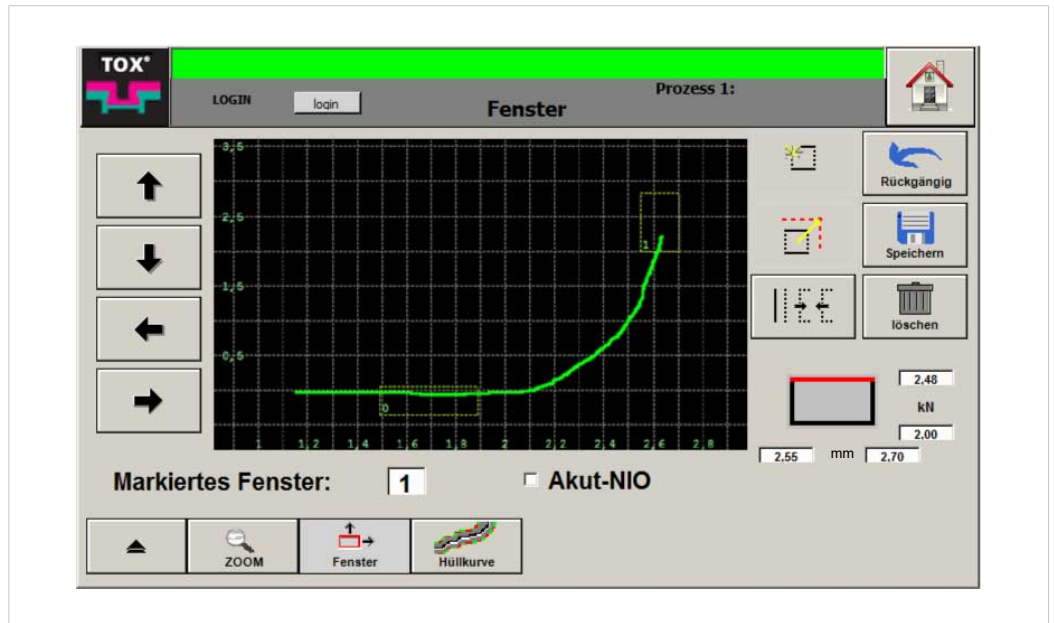 TOX®
LOGIN login Fenster Prozess 1:
3,5
2,5
1,5
0,5
1
0
1 1,2 1,4 1,6 1,8 2 2,2 2,4 2,6 2,8
Rückgängig
Speichern
löschen
2,48
kN
2,00
2,55 mm 2,70
Markiertes Fenster: 1 Akut-NIO
ZOOM Fenster Hüllkurve